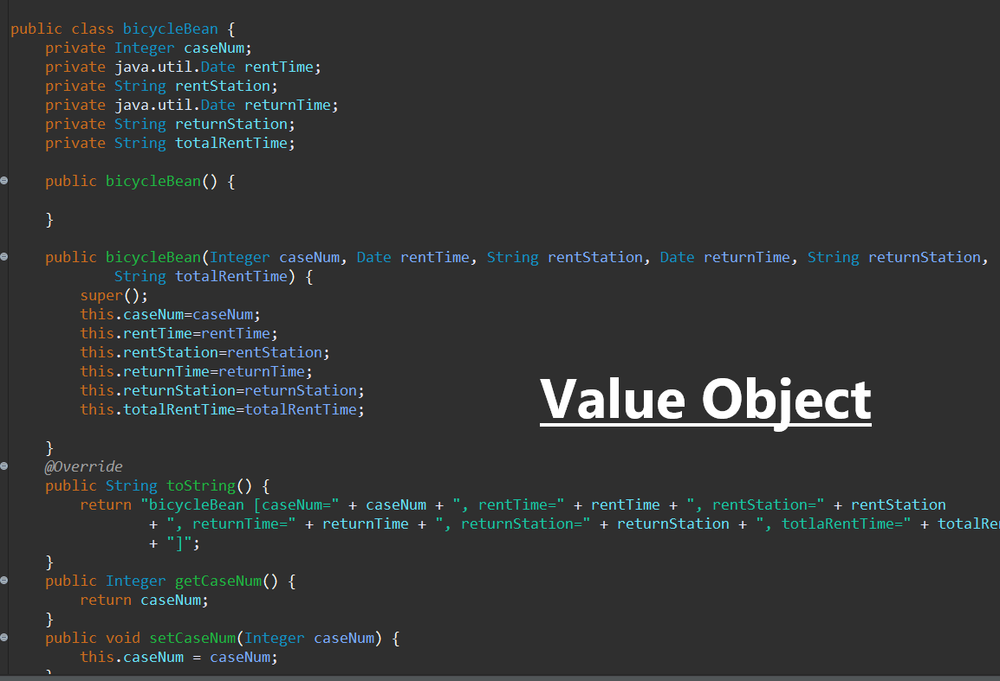 public class bicycleBean {
private Integer caseNum;
private java.util.Date rentTime;
private String rentStation;
private java.util.Date returnTime;
private String returnStation;
private String totalRentTime;
public bicycleBean() {
}
public bicycleBean(Integer caseNum, Date rentTime, String rentStation, Date returnTime, String returnStation,
String totalRentTime) {
super();
this.caseNum=caseNum;
this.rentTime=rentTime;
this.rentStation=rentStation;
this.returnTime=returnTime;
this.returnStation=returnStation;
this.totalRentTime=totalRentTime;
Value Object
}
@Override
public String toString() {
return "bicycleBean [caseNum=" + caseNum + ", rentTime=" + rentTime + ", rentStation=" + rentStation
+ ", returnTime=" + returnTime + ", returnStation=" + returnStation + ", totlaRentTime=" +
+ "]";
}
public Integer getCaseNum() {
return caseNum;
}
public void setCaseNum(Integer caseNum) {
this.caseNum = caseNum;